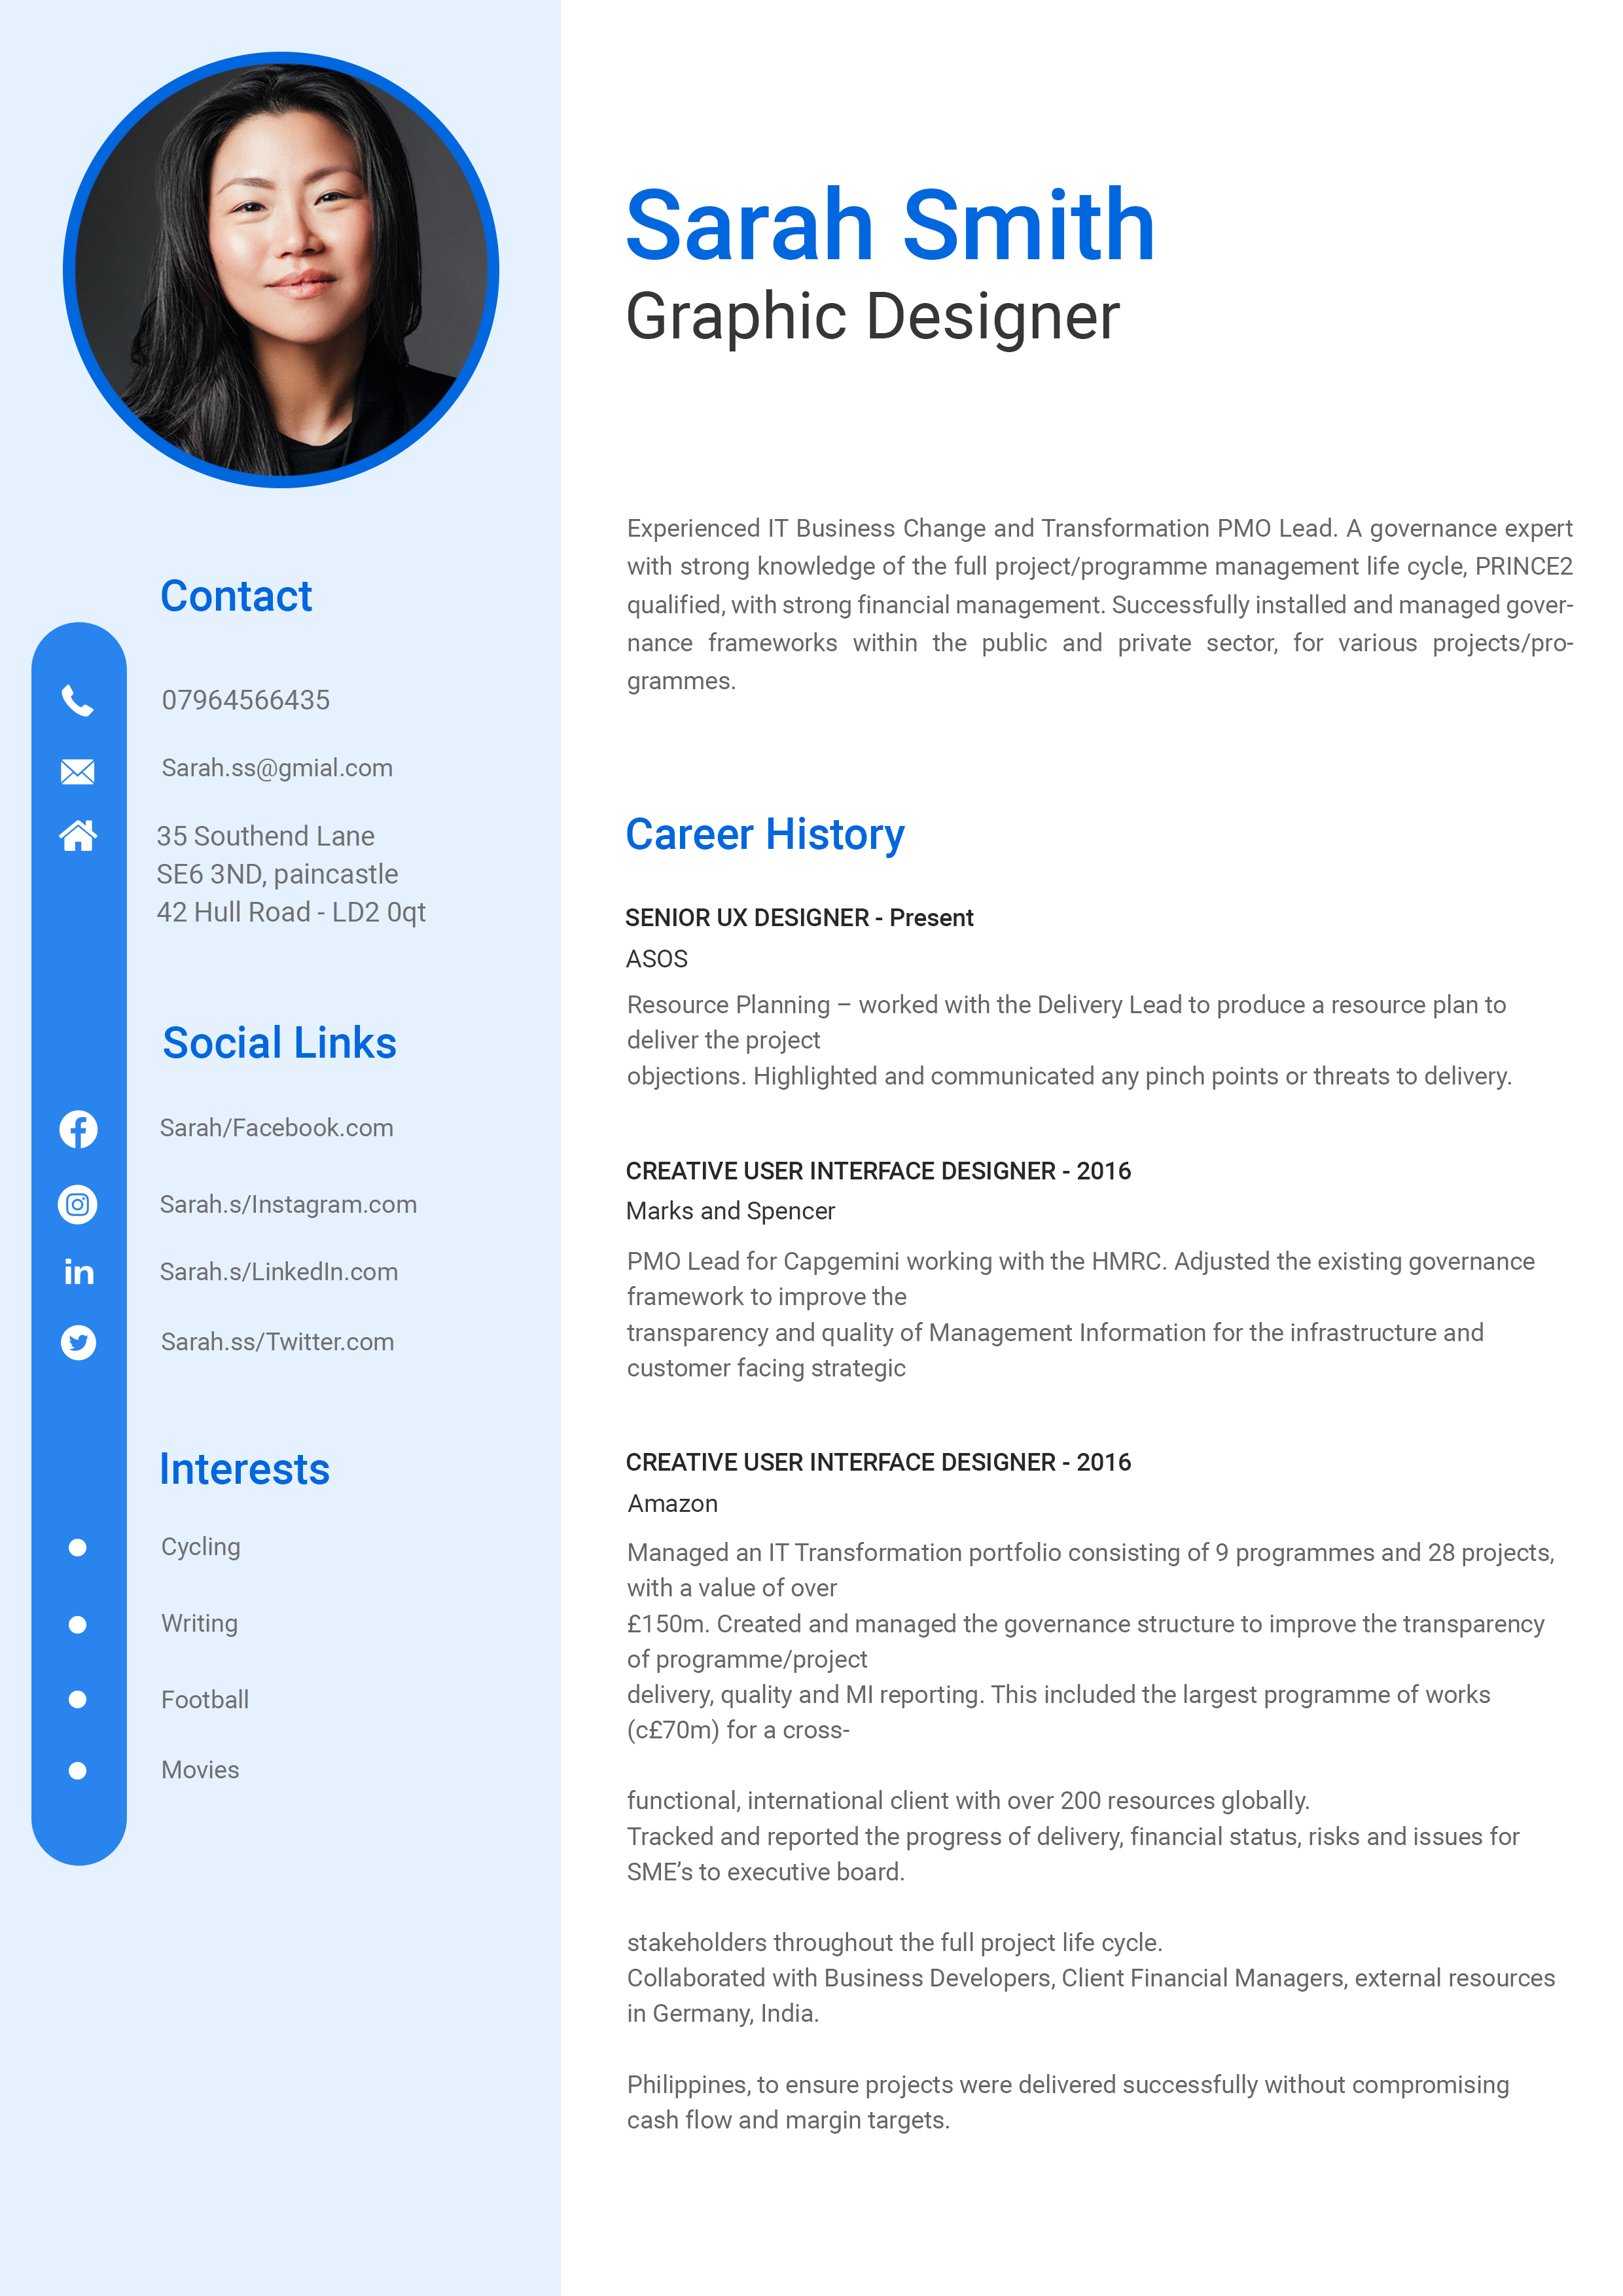 Sarah Smith
Graphic Designer
Contact
07964566435
Sarah.ss@gmial.com
35 Southend Lane
SE6 3ND, paincastle
42 Hull Road - LD2 0qt
Social Links
Sarah/Facebook.com
Sarah.s/Instagram.com
in
Sarah.s/LinkedIn.com
Sarah.ss/Twitter.com
Interests
Cycling
Writing
Football
Movies
Experienced IT Business Change and Transformation PMO Lead. A governance expert
with strong knowledge of the full project/programme management life cycle, PRINCE2
qualified, with strong financial management. Successfully installed and managed gover-
nance frameworks within the public and private sector, for various projects/pro-
grammes.
Career History
SENIOR UX DESIGNER - Present
ASOS
Resource Planning – worked with the Delivery Lead to produce a resource plan to
deliver the project
objections. Highlighted and communicated any pinch points or threats to delivery.
CREATIVE USER INTERFACE DESIGNER - 2016
Marks and Spencer
PMO Lead for Capgemini working with the HMRC. Adjusted the existing governance
framework to improve the
transparency and quality of Management Information for the infrastructure and
customer facing strategic
CREATIVE USER INTERFACE DESIGNER - 2016
Amazon
Managed an IT Transformation portfolio consisting of 9 programmes and 28 projects,
with a value of over
£150m. Created and managed the governance structure to improve the transparency
of programme/project
delivery, quality and MI reporting. This included the largest programme of works
(c£70m) for a cross-
functional, international client with over 200 resources globally.
Tracked and reported the progress of delivery, financial status, risks and issues for
SME’s to executive board.
stakeholders throughout the full project life cycle.
Collaborated with Business Developers, Client Financial Managers, external resources
in Germany, India.
Philippines, to ensure projects were delivered successfully without compromising
cash flow and margin targets.